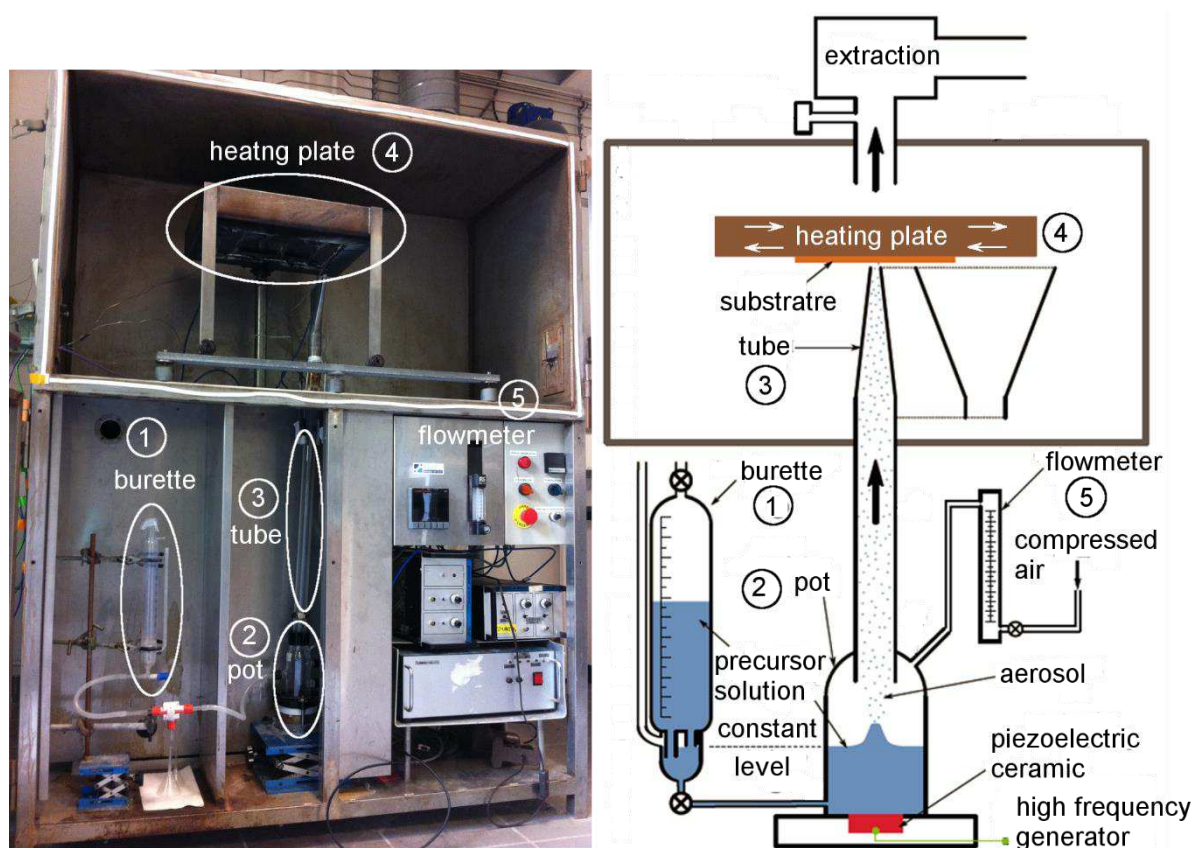 heatng plate 4
5
flowmeter
1
burette
3
tube
2
pot
extraction
heating plate
4
substratre
tube
3
burette
1
flowmeter
5
compressed
air
2
pot
precursor
solution
aerosol
constant
level
piezoelectric
ceramic
high frequency
generator